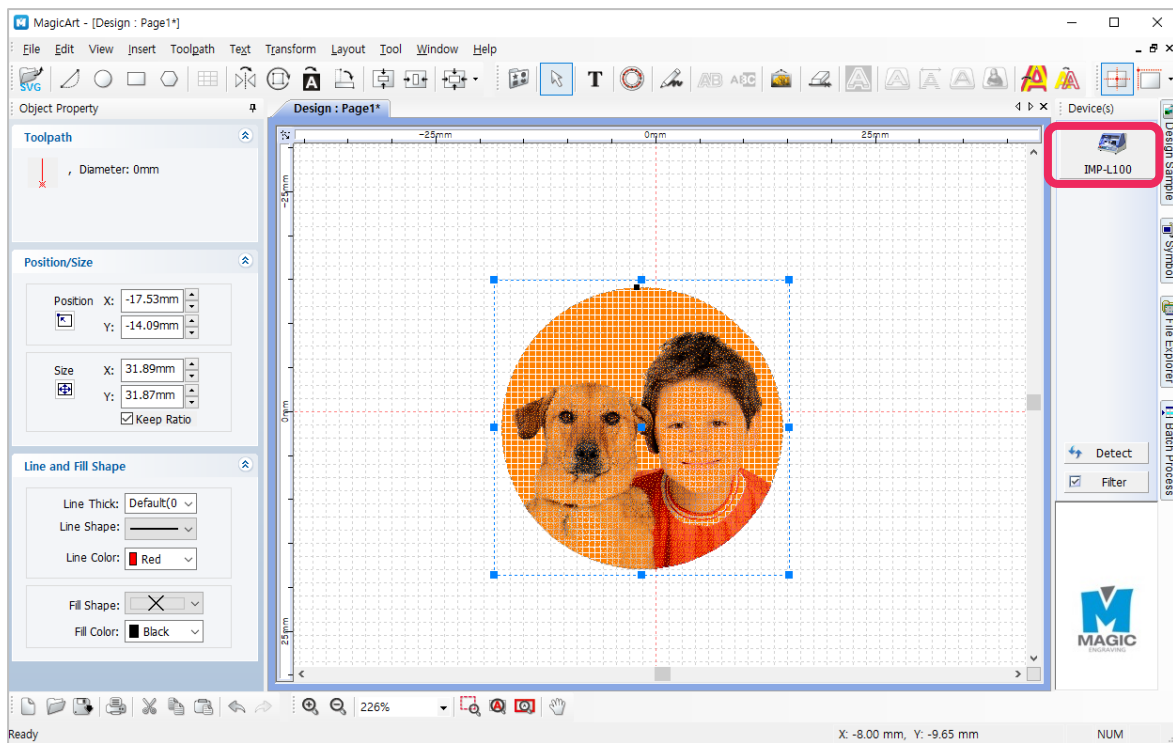 MagicArt - [Design : Page1*]
File Edit View Insert Toolpath Text Transform Layout Tool Window Help
SVG A T AB ABC A A A A A A
Object Property
Design : Page1*
Device(s)
Toolpath
, Diameter: 0mm
Position/Size
Position X: -17.53mm
Y: -14.09mm
Size X: 31.89mm
Y: 31.87mm
Keep Ratio
Line and Fill Shape
Line Thick: Default(0
Line Shape:
Line Color: Red
Fill Shape:
Fill Color: Black
-25mm 0mm 25mm
-25mm
0mm
25mm
IMP-L100
Detect
Filter
Design Sample
Symbol
File Explorer
Batch Process
M
MAGIC
ENGRAVING
226%
Ready
X: -8.00 mm, Y: -9.65 mm
NUM